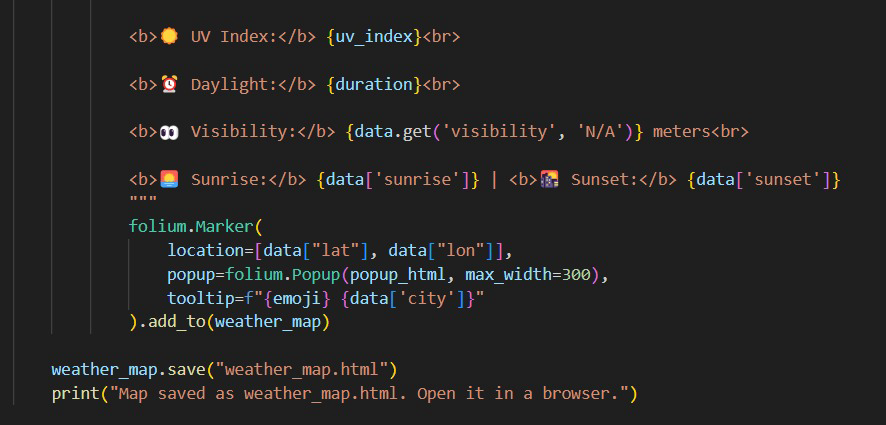 <b>🌞 UV Index:</b> {uv_index}<br>
<b>⏰ Daylight:</b> {duration}<br>
<b>👀 Visibility:</b> {data.get('visibility', 'N/A')} meters<br>
<b>🌅 Sunrise:</b> {data['sunrise']} | <b>🌇 Sunset:</b> {data['sunset']}
"""
folium.Marker(
location=[data["lat"], data["lon"]],
popup=folium.Popup(popup_html, max_width=300),
tooltip=f"{emoji} {data['city']}"
).add_to(weather_map)
weather_map.save("weather_map.html")
print("Map saved as weather_map.html. Open it in a browser.")